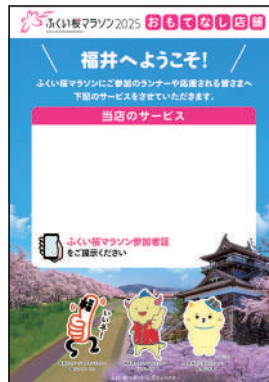 ふくい桜マラソン2025 おもてなし店舗
福井へようこそ!
ふくい桜マラソンにご参加のランナーや応援される皆さまへ
下記のサービスをさせていただきます。
当店のサービス
ふくい桜マラソン参加者証
をご提示ください
いいぞー!